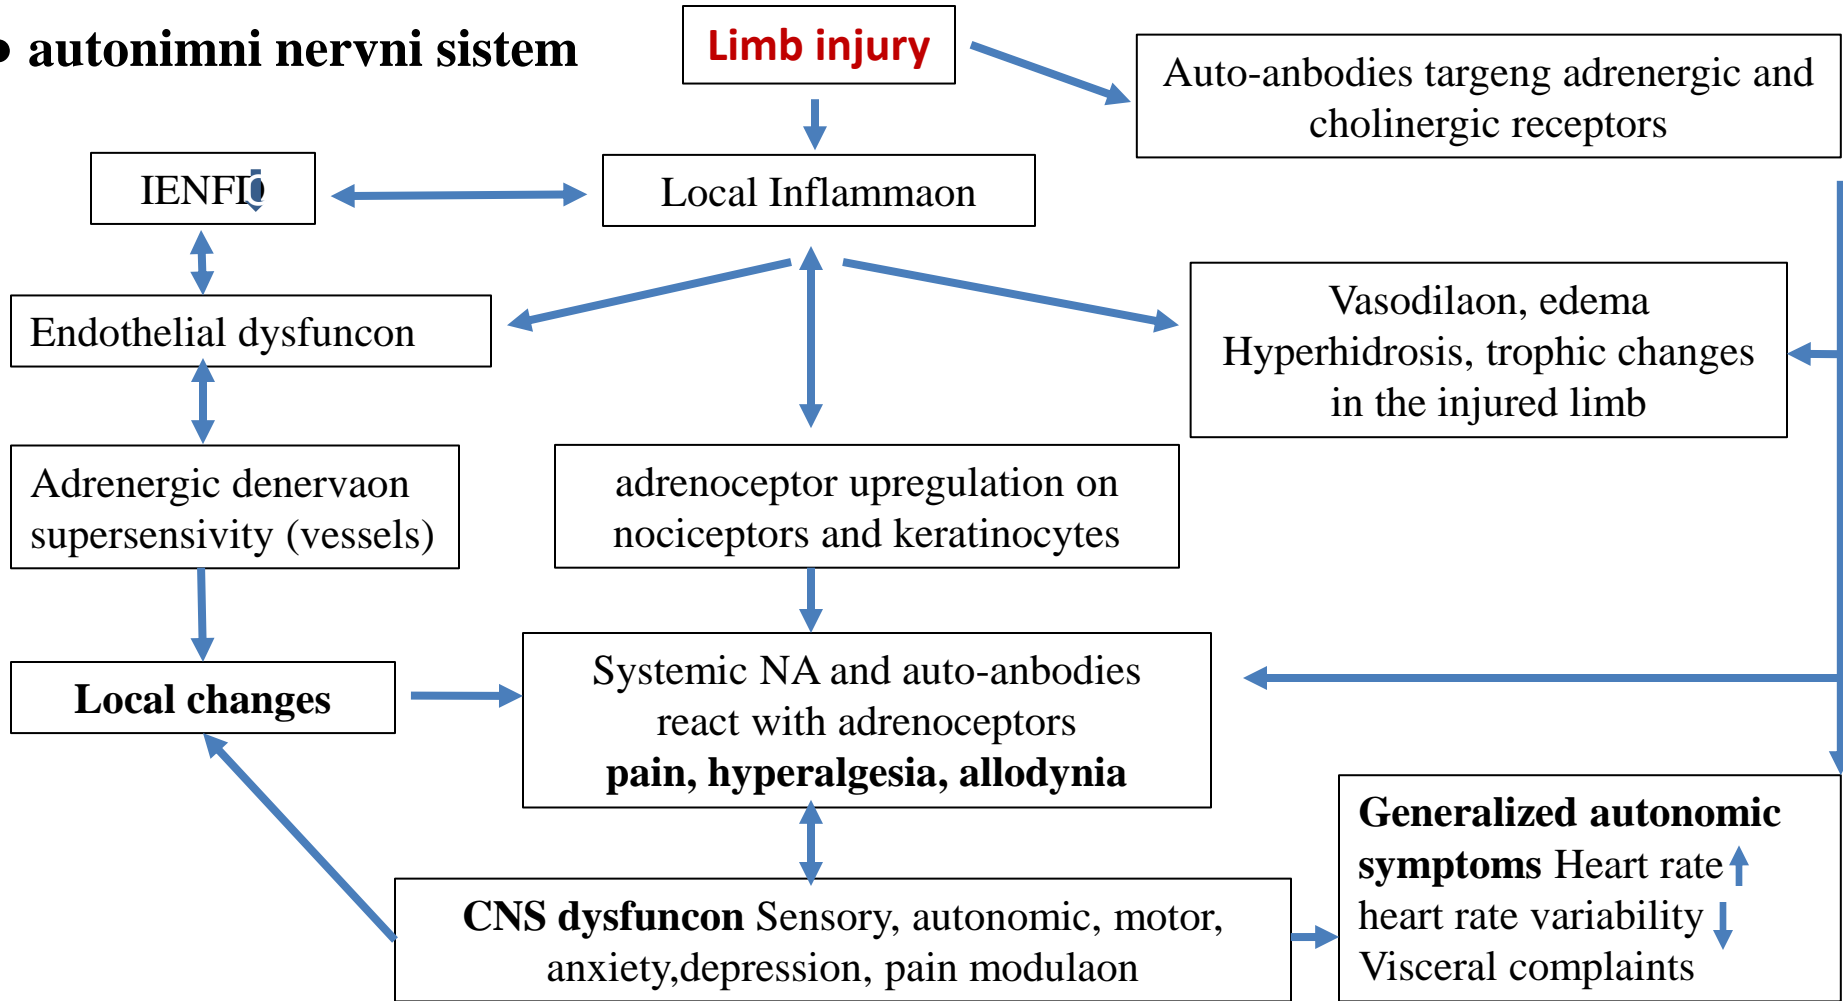 • autonimni nervni sistem
Limb injury
Auto-anbodies targeng adrenergic and
cholinergic receptors
IENFD
Local Inflammaon
Endothelial dysfuncon
Vasodilaon, edema
Hyperhidrosis, trophic changes
in the injured limb
Adrenergic denervaon
supersensivity (vessels)
adrenoceptor upregulation on
nociceptors and keratinocytes
Local changes
Systemic NA and auto-anbodies
react with adrenoceptors
pain, hyperalgesia, allodynia
Generalized autonomic
symptoms Heart rate
heart rate variability
Visceral complaints
CNS dysfuncon Sensory, autonomic, motor,
anxiety,depression, pain modulaon